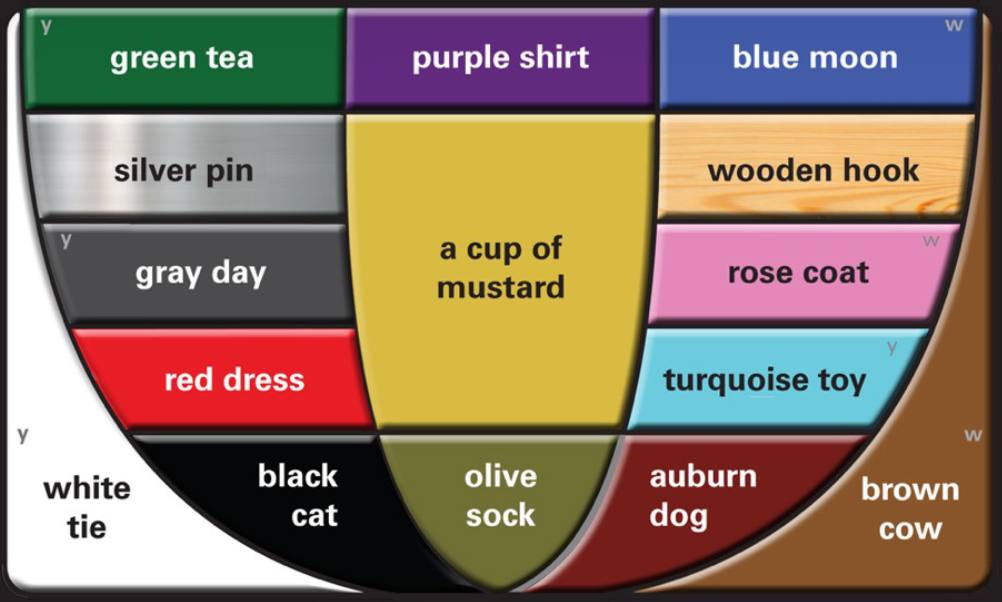 y
green tea
purple shirt
w
blue moon
silver pin
wooden hook
a cup of
mustard
y
gray day
w
rose coat
red dress
y
turquoise toy
y
white
tie
black
cat
olive
sock
auburn
dog
w
brown
cow